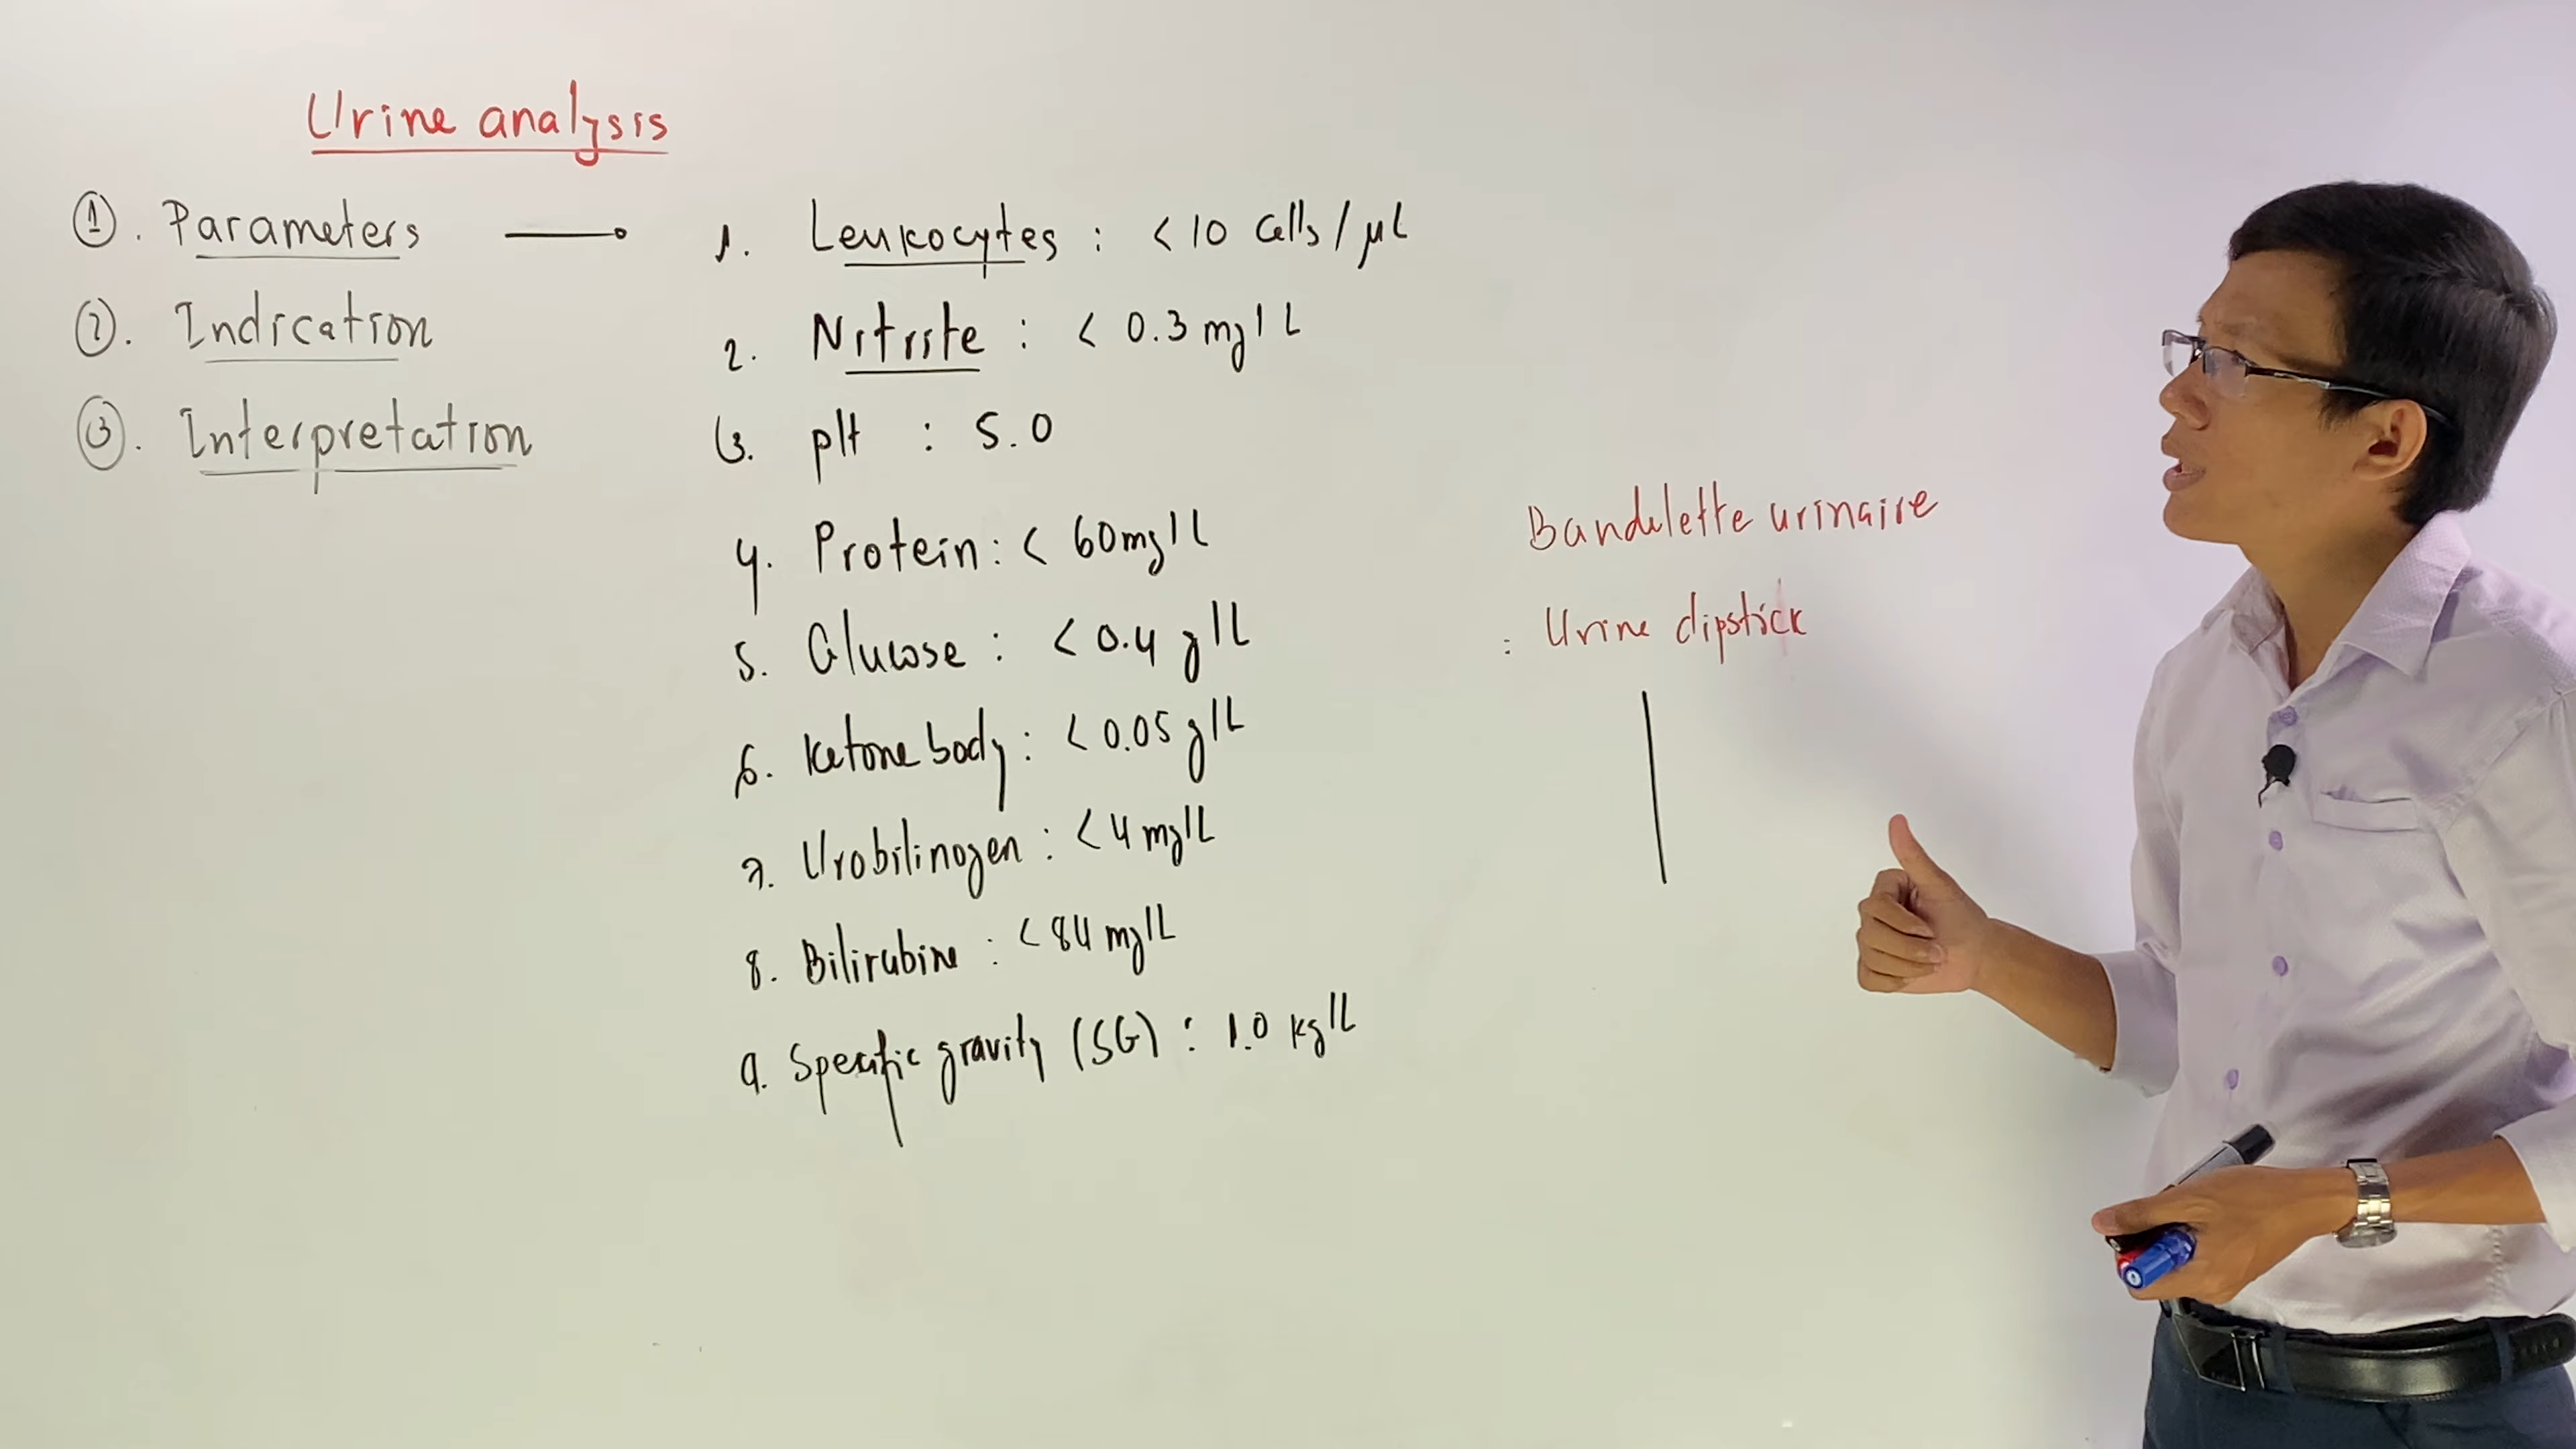 Urine analysis
①. Parameters
②. Indication
③. Interpretation
1. Leukocytes : < 10 cells/µL
2. Nitrite : < 0.3 mg/L
3. pH : 5.0
4. Protein : < 60mg/L
5. Glucose : < 0.4 g/L
6. Ketone body : < 0.05 g/L
7. Urobilinogen : < 4 mg/L
8. Bilirubine : < 84 mg/L
9. Specific gravity (SG) : 1.0 kg/L
Bandelette urinaire
: Urine dipstick